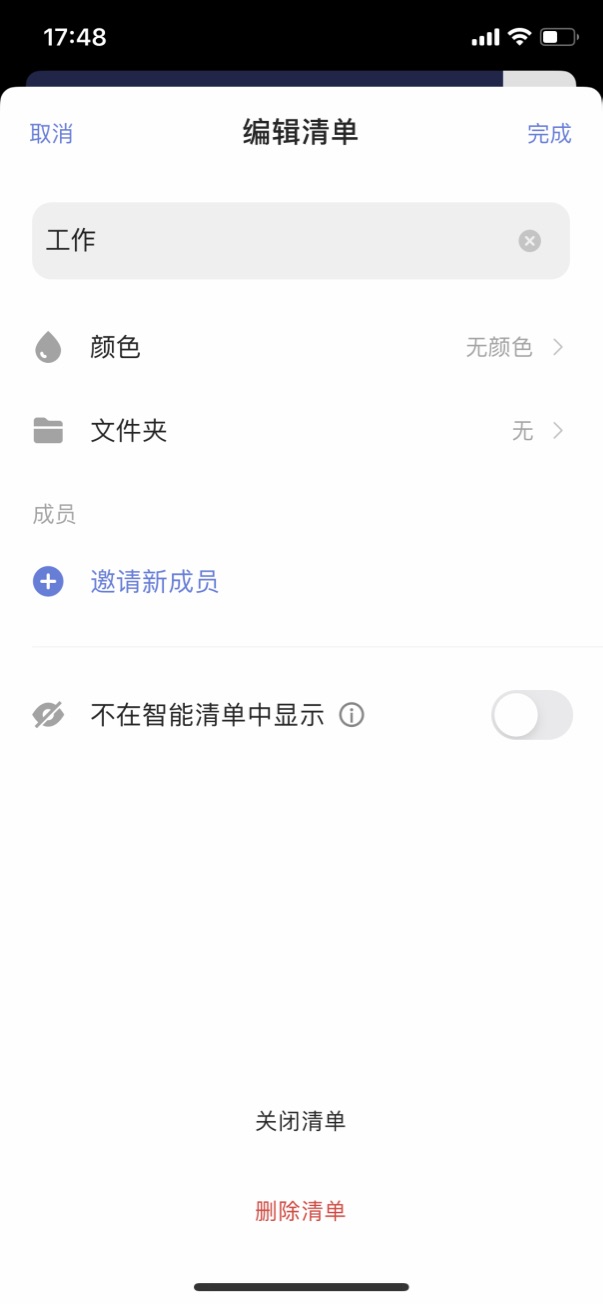 17:48
取消 编辑清单 完成
工作
颜色 无颜色
文件夹 无
成员
邀请新成员
不在智能清单中显示
关闭清单
删除清单